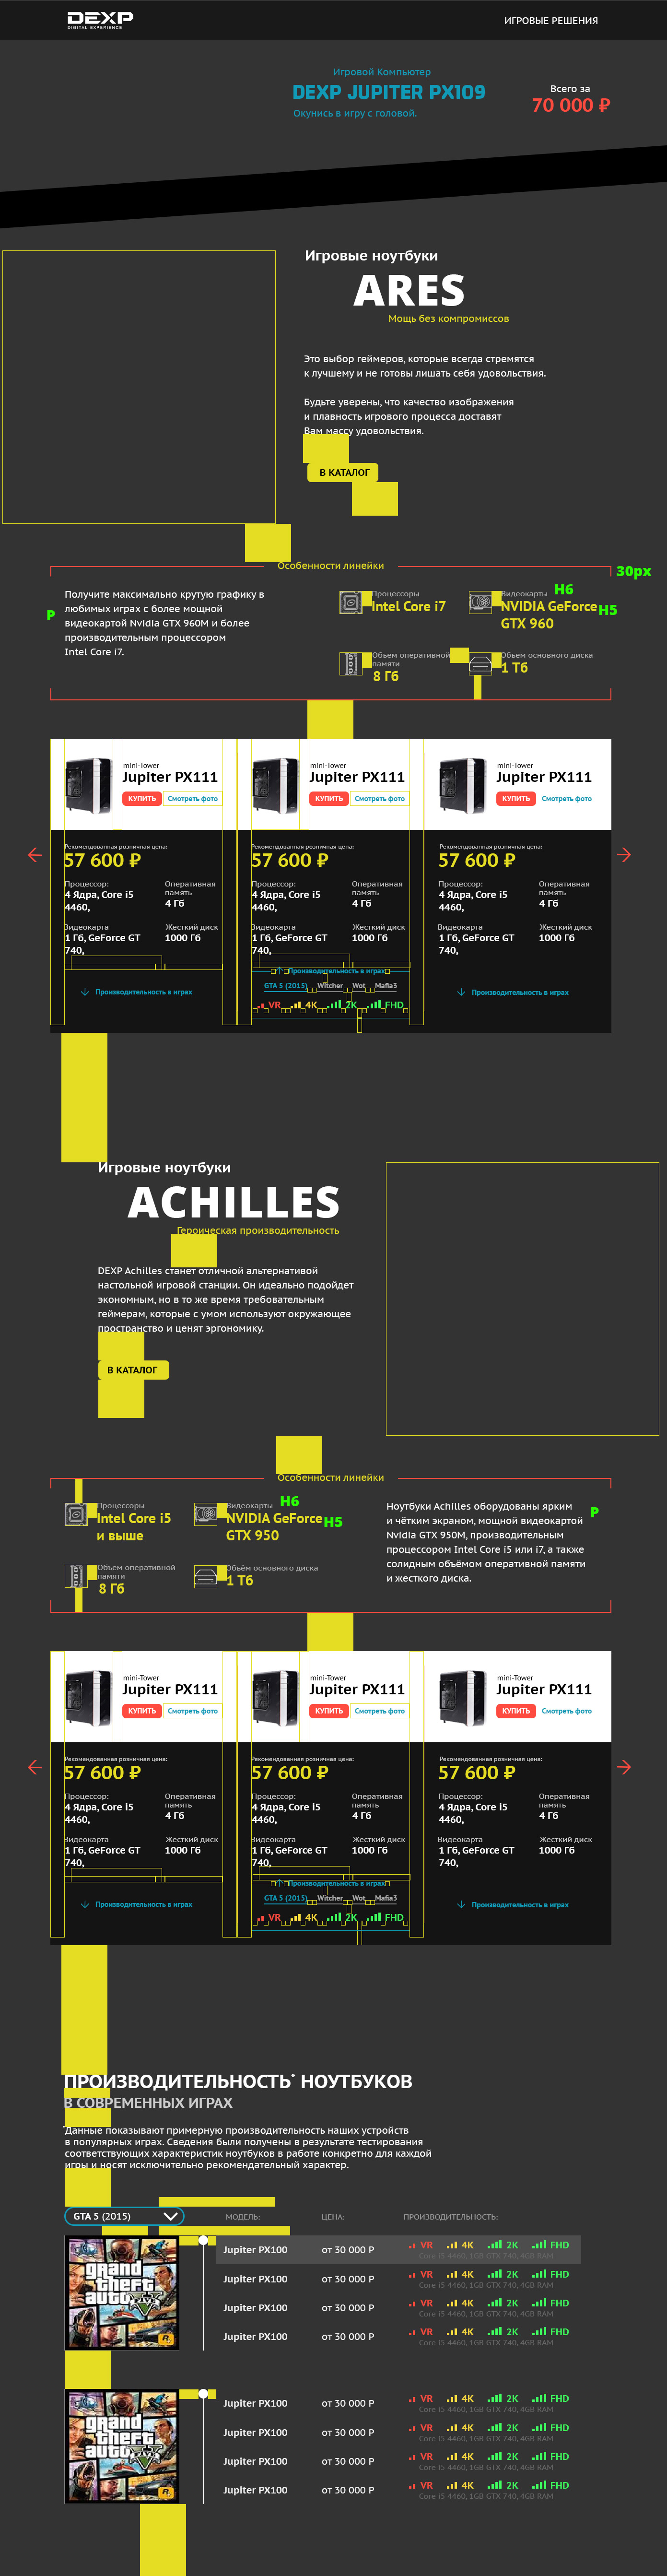 DEXP
DIGITAL EXPERIENCE
ИГРОВЫЕ РЕШЕНИЯ
Игровой Компьютер
DEXP JUPITER PX109
Окунись в игру с головой.
Всего за
70 000 ₽
Игровые ноутбуки
ARES
Мощь без компромиссов
Это выбор геймеров, которые всегда стремятся
к лучшему и не готовы лишать себя удовольствия.
Будьте уверены, что качество изображения
и плавность игрового процесса доставят
Вам массу удовольствия.
В КАТАЛОГ
Особенности линейки
30px
P
Получите максимально крутую графику в
любимых играх с более мощной
видеокартой Nvidia GTX 960M и более
производительным процессором
Intel Core i7.
Процессоры
Intel Core i7
Видеокарты
H6
NVIDIA GeForce
GTX 960
H5
Объем оперативной
памяти
8 Гб
Объем основного диска
1 Тб
mini-Tower
Jupiter PX111
КУПИТЬ
Смотреть фото
Рекомендованная розничная цена:
57 600 ₽
Процессор:
4 Ядра, Core i5
4460,
Оперативная
память
4 Гб
Видеокарта
1 Гб, GeForce GT
740,
Жесткий диск
1000 Гб
Производительность в играх
mini-Tower
Jupiter PX111
КУПИТЬ
Смотреть фото
Рекомендованная розничная цена:
57 600 ₽
Процессор:
4 Ядра, Core i5
4460,
Оперативная
память
4 Гб
Видеокарта
1 Гб, GeForce GT
740,
Жесткий диск
1000 Гб
Производительность в играх
GTA 5 (2015) Witcher Wot Mafia3
VR 4K 2K FHD
mini-Tower
Jupiter PX111
КУПИТЬ
Смотреть фото
Рекомендованная розничная цена:
57 600 ₽
Процессор:
4 Ядра, Core i5
4460,
Оперативная
память
4 Гб
Видеокарта
1 Гб, GeForce GT
740,
Жесткий диск
1000 Гб
Производительность в играх
Игровые ноутбуки
ACHILLES
Героическая производительность
DEXP Achilles станет отличной альтернативой
настольной игровой станции. Он идеально подойдет
экономным, но в то же время требовательным
геймерам, которые с умом используют окружающее
пространство и ценят эргономику.
В КАТАЛОГ
Особенности линейки
Процессоры
Intel Core i5
и выше
Видеокарты
H6
NVIDIA GeForce
GTX 950
H5
Объем оперативной
памяти
8 Гб
Объём основного диска
1 Тб
Ноутбуки Achilles оборудованы ярким
и чётким экраном, мощной видеокартой
Nvidia GTX 950M, производительным
процессором Intel Core i5 или i7, а также
солидным объёмом оперативной памяти
и жесткого диска.
P
mini-Tower
Jupiter PX111
КУПИТЬ
Смотреть фото
Рекомендованная розничная цена:
57 600 ₽
Процессор:
4 Ядра, Core i5
4460,
Оперативная
память
4 Гб
Видеокарта
1 Гб, GeForce GT
740,
Жесткий диск
1000 Гб
Производительность в играх
mini-Tower
Jupiter PX111
КУПИТЬ
Смотреть фото
Рекомендованная розничная цена:
57 600 ₽
Процессор:
4 Ядра, Core i5
4460,
Оперативная
память
4 Гб
Видеокарта
1 Гб, GeForce GT
740,
Жесткий диск
1000 Гб
Производительность в играх
GTA 5 (2015) Witcher Wot Mafia3
VR 4K 2K FHD
mini-Tower
Jupiter PX111
КУПИТЬ
Смотреть фото
Рекомендованная розничная цена:
57 600 ₽
Процессор:
4 Ядра, Core i5
4460,
Оперативная
память
4 Гб
Видеокарта
1 Гб, GeForce GT
740,
Жесткий диск
1000 Гб
Производительность в играх
ПРОИЗВОДИТЕЛЬНОСТЬ* НОУТБУКОВ
В СОВРЕМЕННЫХ ИГРАХ
Данные показывают примерную производительность наших устройств
в популярных играх. Сведения были получены в результате тестирования
соответствующих характеристик ноутбуков в работе конкретно для каждой
игры и носят исключительно рекомендательный характер.
GTA 5 (2015)
МОДЕЛЬ: ЦЕНА: ПРОИЗВОДИТЕЛЬНОСТЬ:
grand
theft
auto
V
R
Jupiter PX100 от 30 000 Р VR 4K 2K FHD
Core i5 4460, 1GB GTX 740, 4GB RAM
Jupiter PX100 от 30 000 Р VR 4K 2K FHD
Core i5 4460, 1GB GTX 740, 4GB RAM
Jupiter PX100 от 30 000 Р VR 4K 2K FHD
Core i5 4460, 1GB GTX 740, 4GB RAM
Jupiter PX100 от 30 000 Р VR 4K 2K FHD
Core i5 4460, 1GB GTX 740, 4GB RAM
grand
theft
auto
V
R
Jupiter PX100 от 30 000 Р VR 4K 2K FHD
Core i5 4460, 1GB GTX 740, 4GB RAM
Jupiter PX100 от 30 000 Р VR 4K 2K FHD
Core i5 4460, 1GB GTX 740, 4GB RAM
Jupiter PX100 от 30 000 Р VR 4K 2K FHD
Core i5 4460, 1GB GTX 740, 4GB RAM
Jupiter PX100 от 30 000 Р VR 4K 2K FHD
Core i5 4460, 1GB GTX 740, 4GB RAM